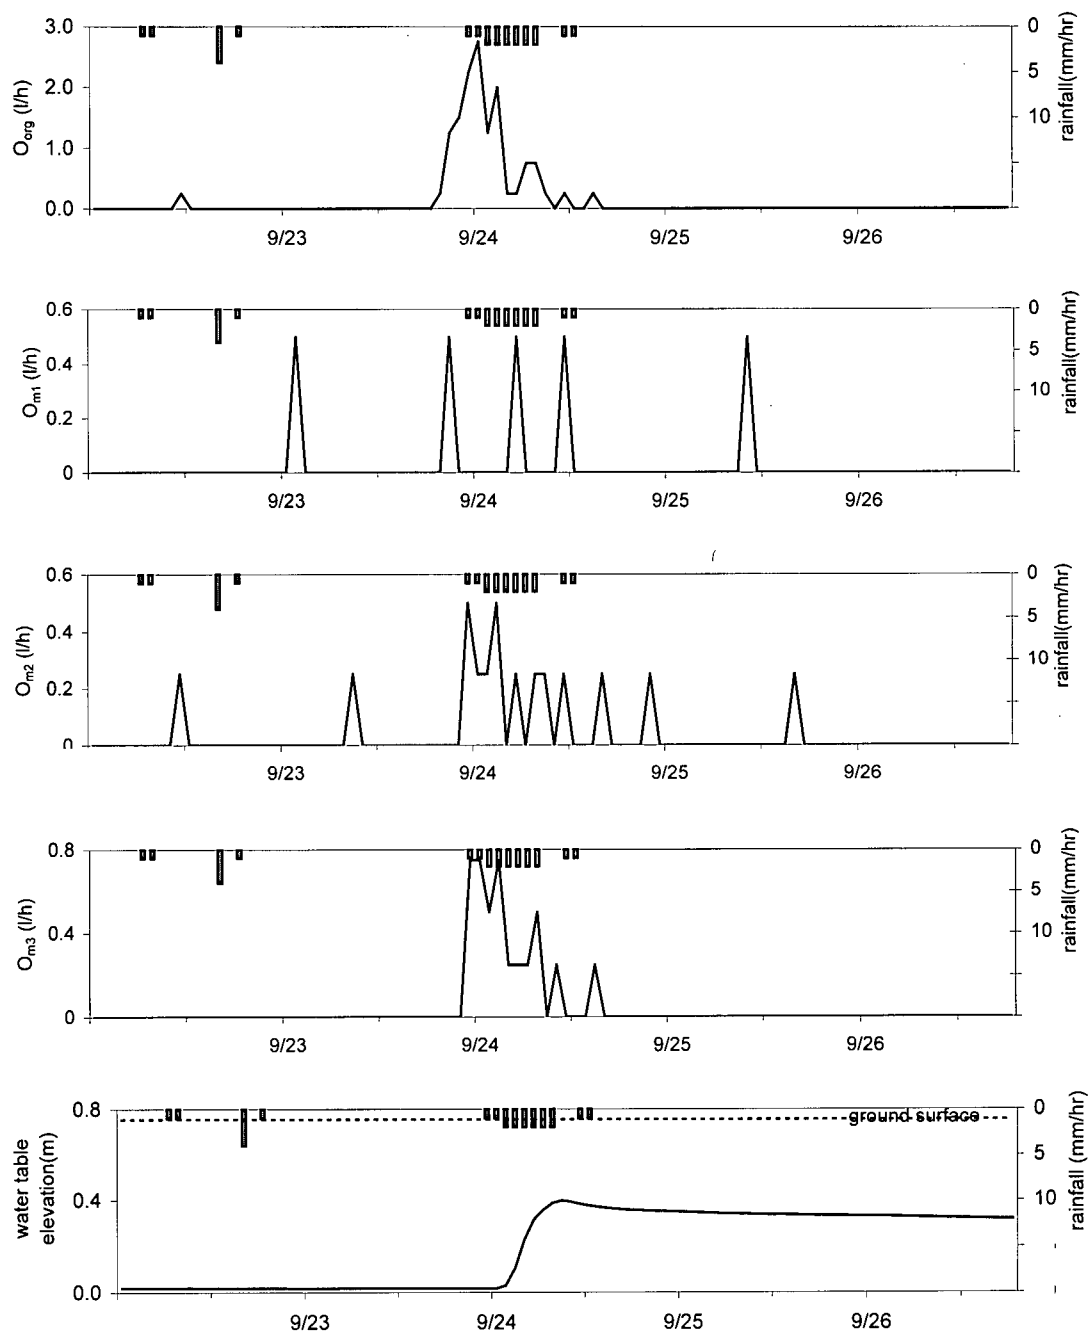 3.0
2.0
1.0
0.0
O_org (l/h)
0
5
10
rainfall(mm/hr)
9/23 9/24 9/25 9/26
0.6
0.4
0.2
0
O_m1 (l/h)
0
5
10
rainfall(mm/hr)
9/23 9/24 9/25 9/26
0.6
0.4
0.2
0
O_m2 (l/h)
0
5
10
rainfall(mm/hr)
9/23 9/24 9/25 9/26
0.8
0.4
0
O_m3 (l/h)
0
5
10
rainfall(mm/hr)
9/23 9/24 9/25 9/26
0.8
0.4
0.0
water table
elevation(m)
ground surface
0
5
10
rainfall (mm/hr)
9/23 9/24 9/25 9/26